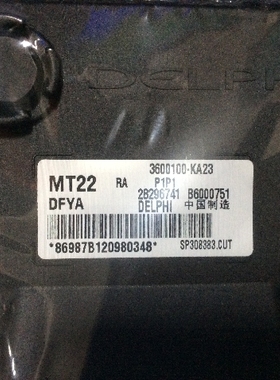 DELPHI
3600100-KA23
MT22 RA P1P1
28296741 B6000751
DFYA DELPHI 中国制造
*86987B120980348* SP308383.CUT